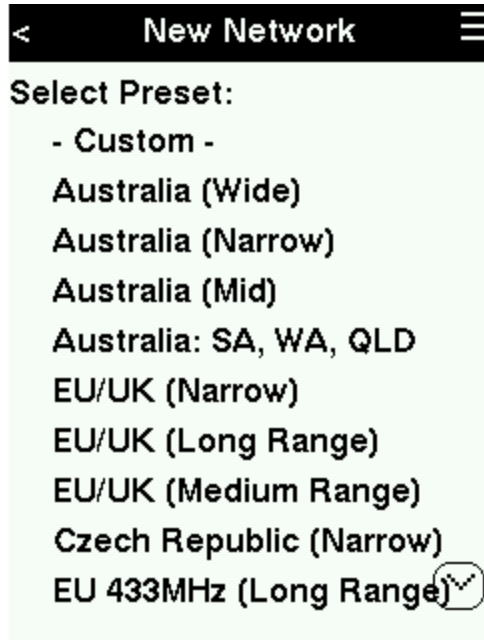 < New Network
Select Preset:
- Custom -
Australia (Wide)
Australia (Narrow)
Australia (Mid)
Australia: SA, WA, QLD
EU/UK (Narrow)
EU/UK (Long Range)
EU/UK (Medium Range)
Czech Republic (Narrow)
EU 433MHz (Long Range)